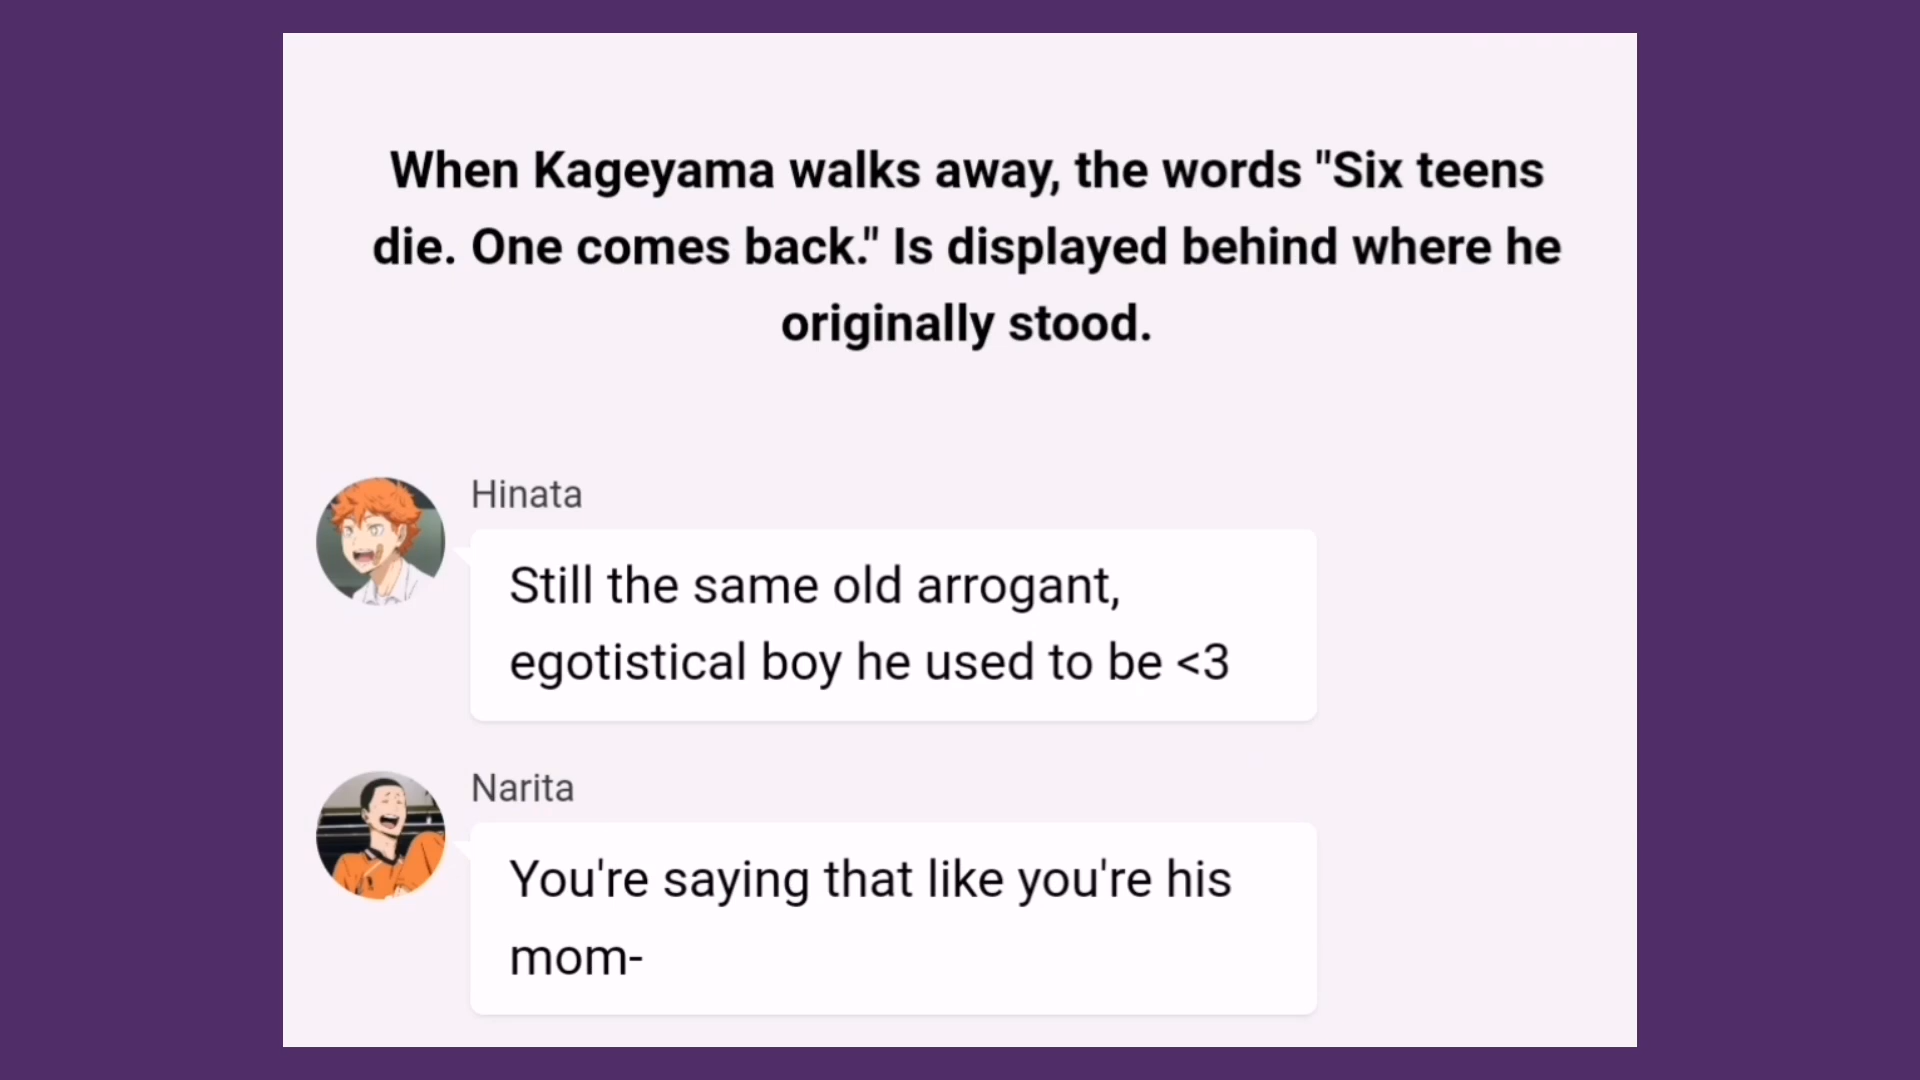 When Kageyama walks away, the words "Six teens
die. One comes back." Is displayed behind where he
originally stood.
Hinata
Still the same old arrogant,
egotistical boy he used to be <3
Narita
You're saying that like you're his
mom-